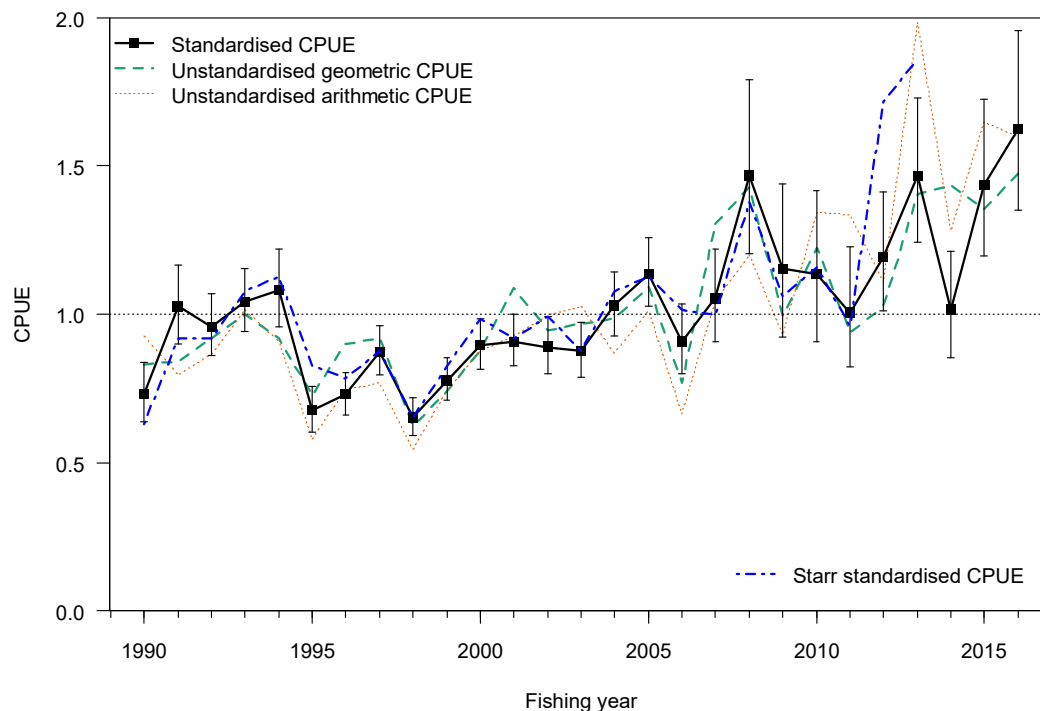 2.0
1.5
1.0
0.5
0.0
CPUE
Standardised CPUE
Unstandardised geometric CPUE
Unstandardised arithmetic CPUE
Starr standardised CPUE
1990 1995 2000 2005 2010 2015
Fishing year